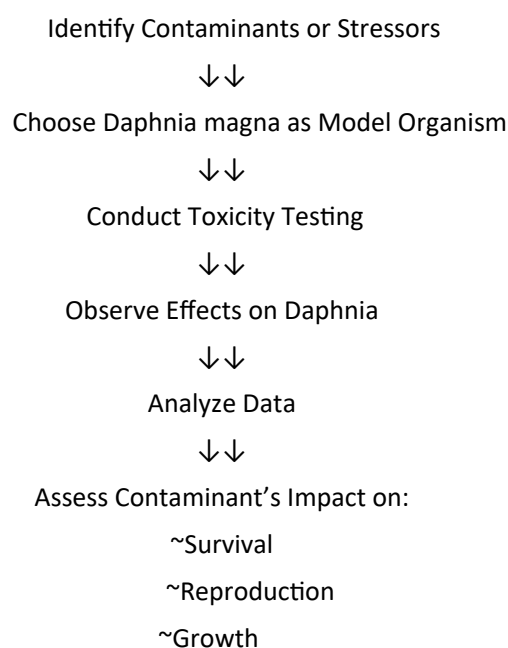 Identify Contaminants or Stressors
↓↓
Choose Daphnia magna as Model Organism
↓↓
Conduct Toxicity Testing
↓↓
Observe Effects on Daphnia
↓↓
Analyze Data
↓↓
Assess Contaminant’s Impact on:
~Survival
~Reproduction
~Growth